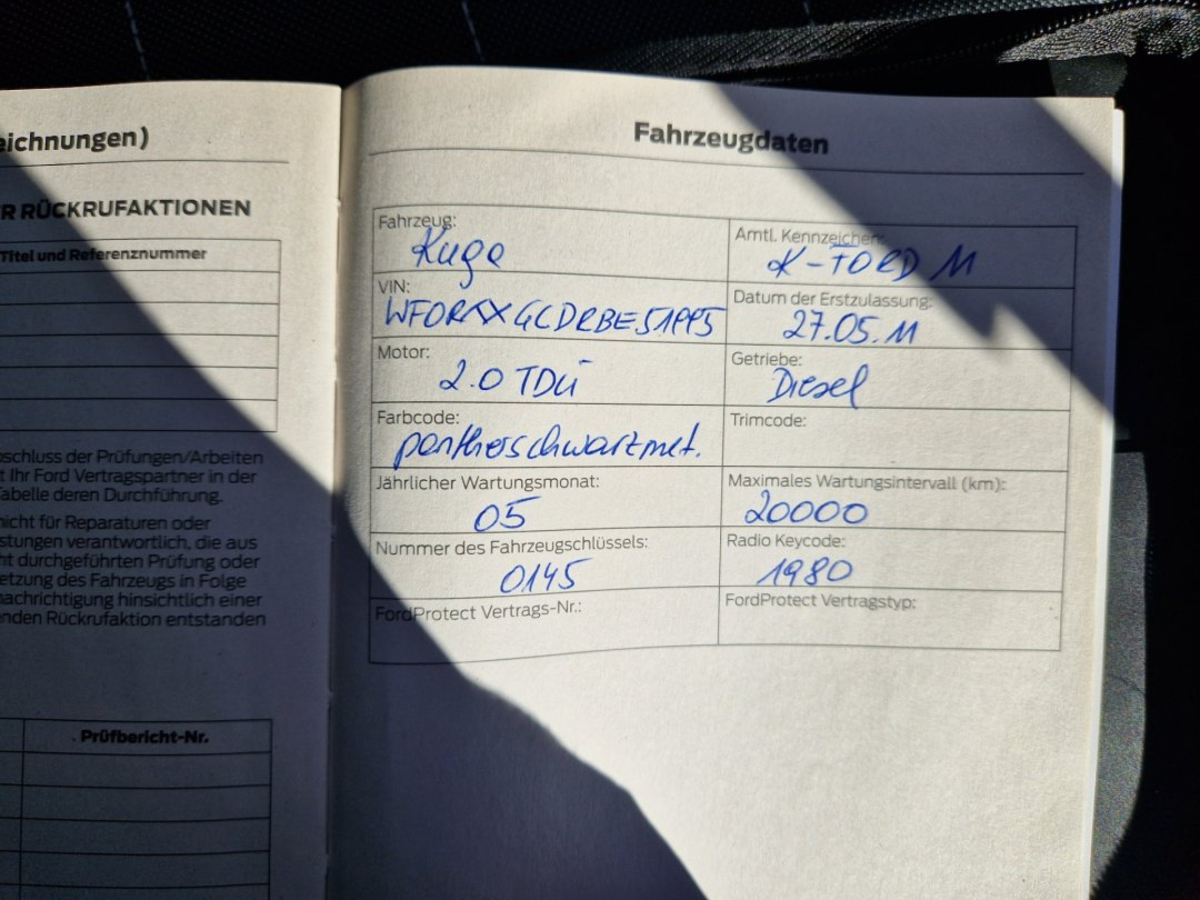 eichnungen)
R RÜCKRUFAKTIONEN
Titel und Referenznummer
schluss der Prüfungen/Arbeiten
t Ihr Ford Vertragspartner in der
Tabelle deren Durchführung.
nicht für Reparaturen oder
stungen verantwortlich, die aus
ht durchgeführten Prüfung oder
etzung des Fahrzeugs in Folge
nachrichtigung hinsichtlich einer
enden Rückrufaktion entstanden
Prüfbericht-Nr.
Fahrzeugdaten
Fahrzeug:
Kuga
Amtl. Kennzeichen:
K-FORD 11
VIN:
Datum der Erstzulassung:
27.05.11
Motor:
2.0 TDCi
Getriebe:
Diesel
Farbcode:
pantherschwarzmet.
Trimcode:
Jährlicher Wartungsmonat:
05
Maximales Wartungsintervall (km):
20000
Nummer des Fahrzeugschlüssels:
0145
Radio Keycode:
1980
FordProtect Vertrags-Nr.:
FordProtect Vertragstyp: